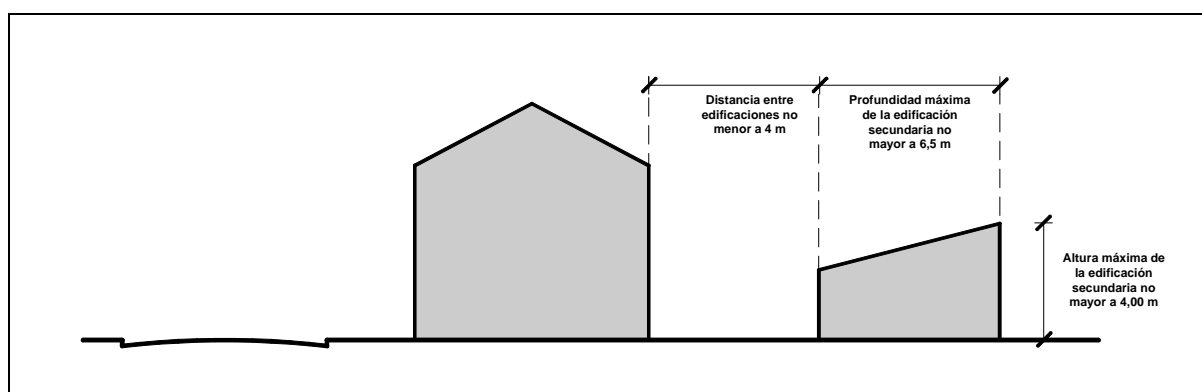 Distancia entre
edificaciones no
menor a 4 m
Profundidad máxima
de la edificación
secundaria no
mayor a 6,5 m
Altura máxima de
la edificación
secundaria no
mayor a 4,00 m